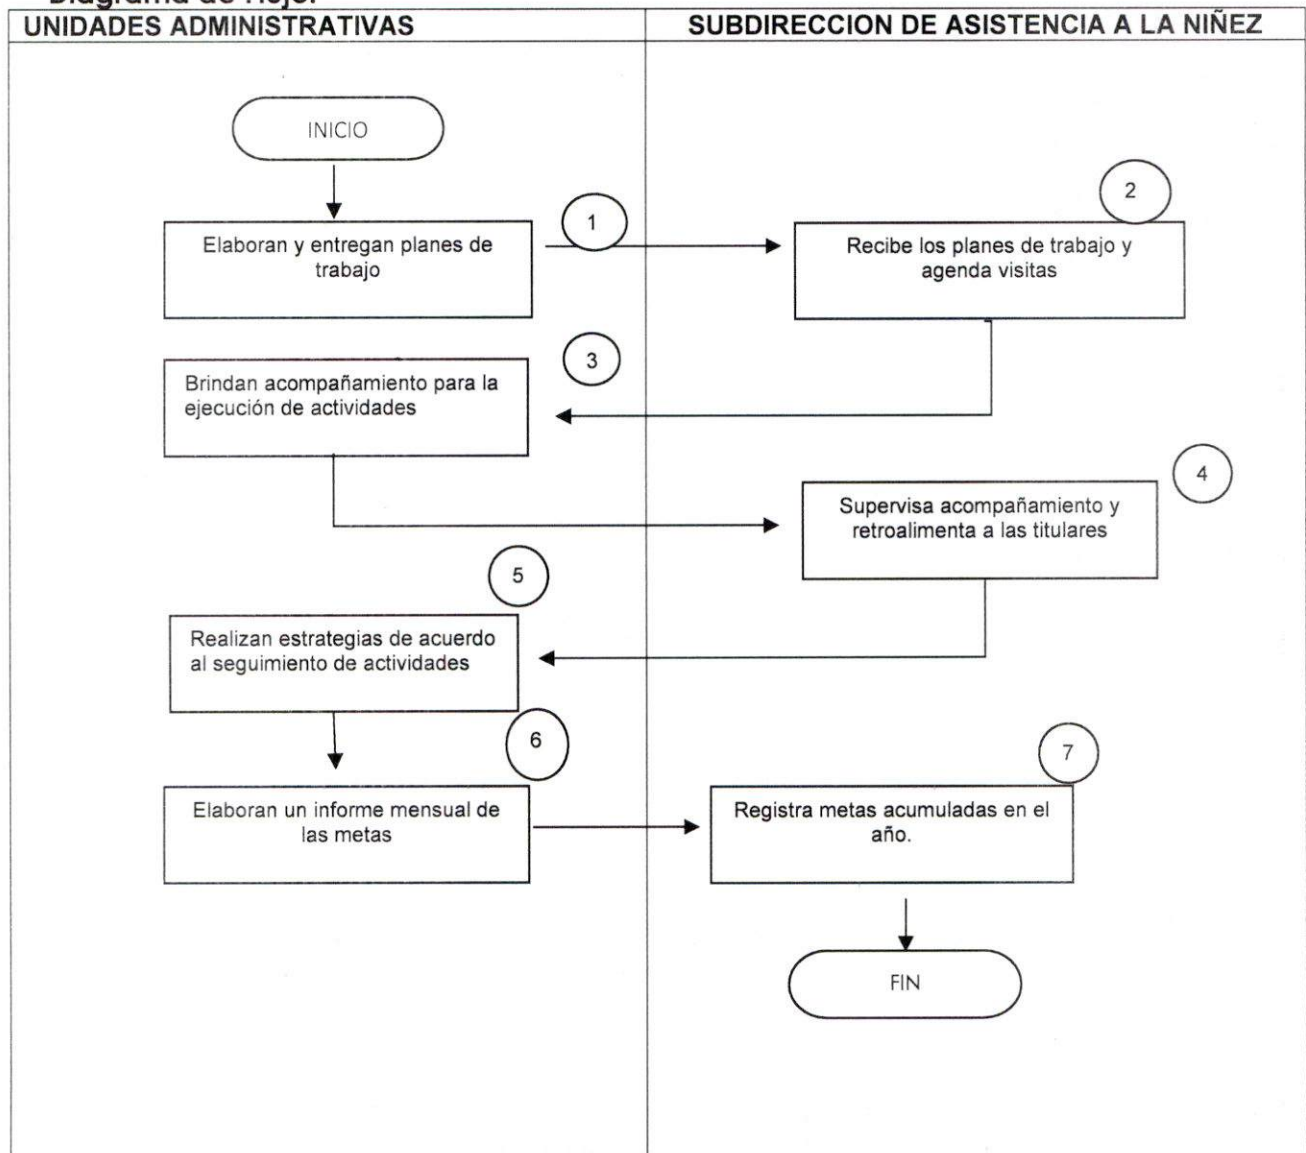 UNIDADES ADMINISTRATIVAS
SUBDIRECCION DE ASISTENCIA A LA NIÑEZ
INICIO
1
2
Elaboran y entregan planes de
trabajo
Recibe los planes de trabajo y
agenda visitas
3
Brindan acompañamiento para la
ejecución de actividades
4
Supervisa acompañamiento y
retroalimenta a las titulares
5
Realizan estrategias de acuerdo
al seguimiento de actividades
6
7
Elaboran un informe mensual de
las metas
Registra metas acumuladas en el
año.
FIN